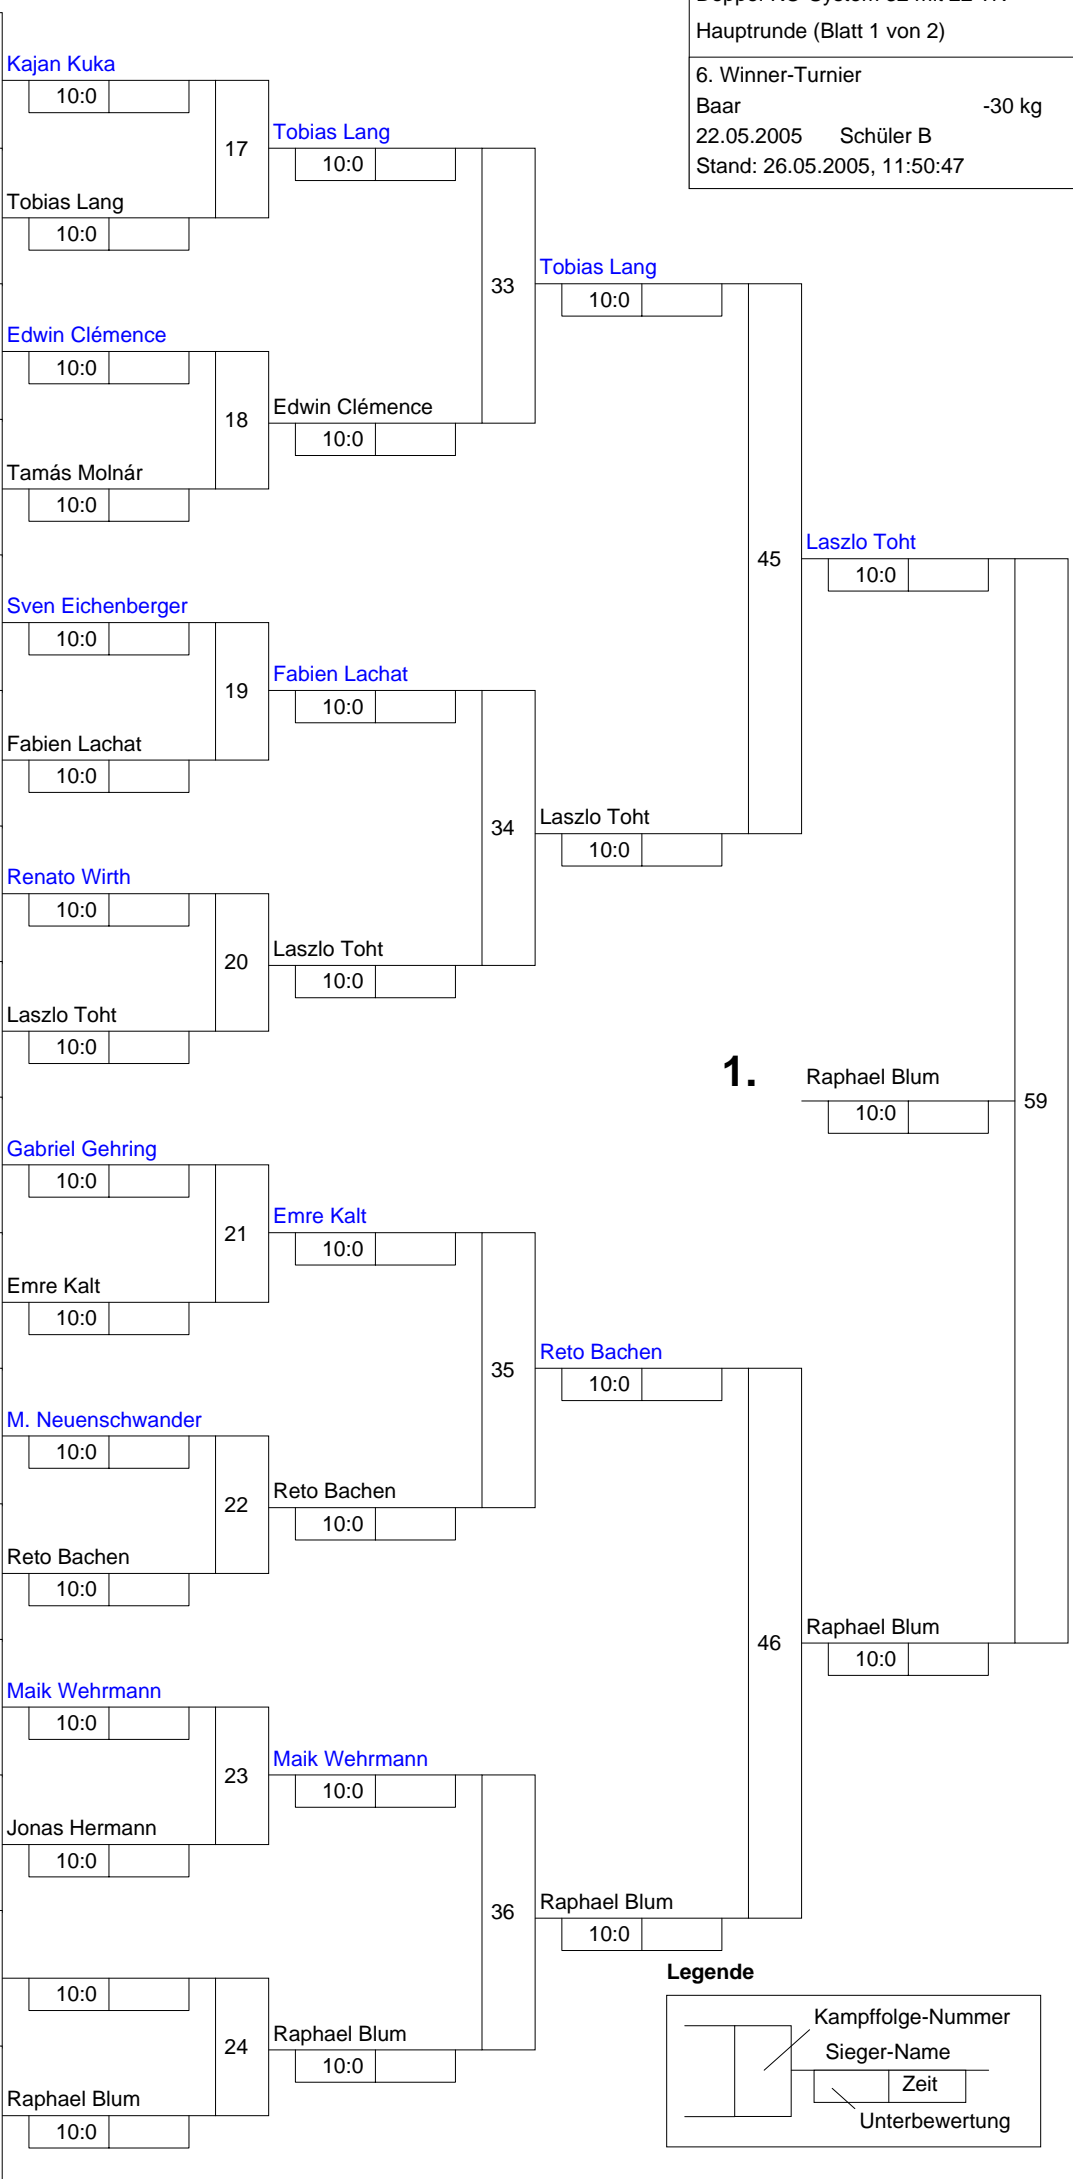 Hauptrunde (Blatt 1 von 2)
6. Winner-Turnier
Baar -30 kg
22.05.2005 Schüler B
Stand: 26.05.2005, 11:50:47
Kajan Kuka
10:0
17
Tobias Lang
10:0
Tobias Lang
10:0
33
Tobias Lang
10:0
Edwin Clémence
10:0
18
Edwin Clémence
10:0
Tamás Molnár
10:0
45
Laszlo Toht
10:0
Sven Eichenberger
10:0
19
Fabien Lachat
10:0
Fabien Lachat
10:0
34
Laszlo Toht
10:0
Renato Wirth
10:0
20
Laszlo Toht
10:0
Laszlo Toht
10:0
1. Raphael Blum
10:0
59
Gabriel Gehring
10:0
21
Emre Kalt
10:0
Emre Kalt
10:0
35
Reto Bachen
10:0
M. Neuenschwander
10:0
22
Reto Bachen
10:0
Reto Bachen
10:0
46
Raphael Blum
10:0
Maik Wehrmann
10:0
23
Maik Wehrmann
10:0
Jonas Hermann
10:0
36
Raphael Blum
10:0
10:0
24
Raphael Blum
10:0
Raphael Blum
10:0
Legende
Kampffolge-Nummer
Sieger-Name
Zeit
Unterbewertung